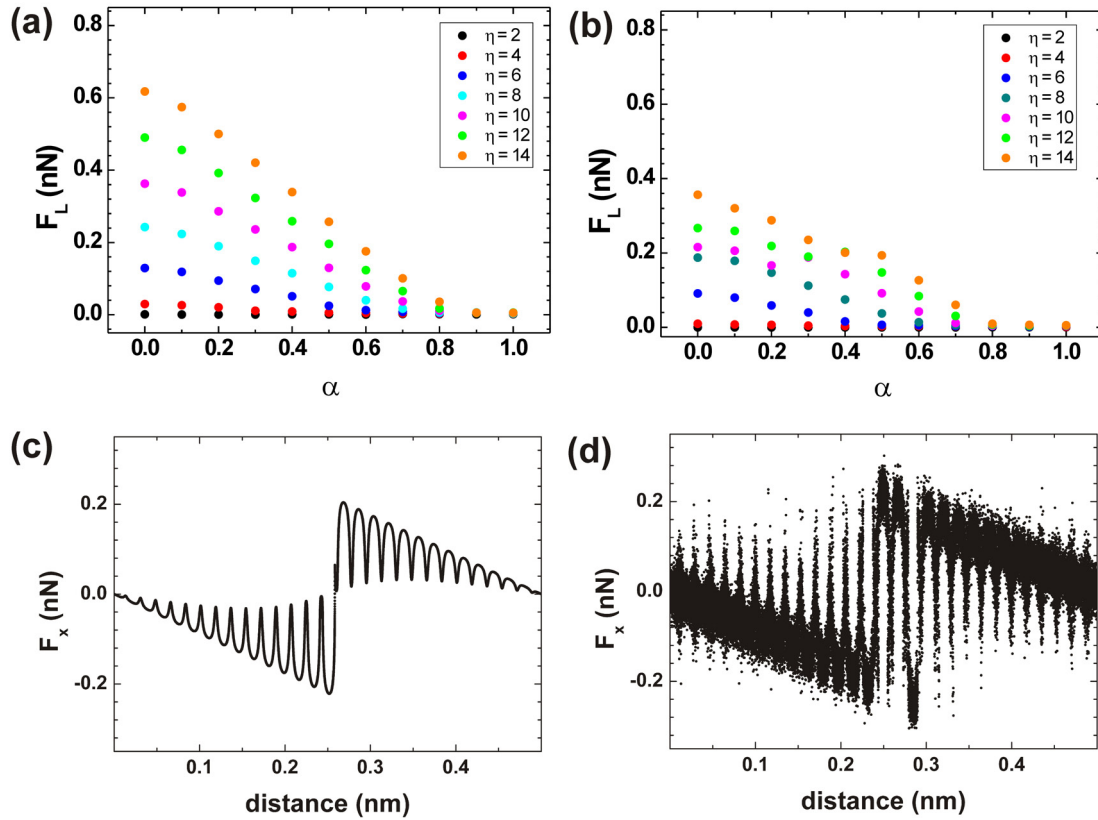 (a)
0.8
0.6
0.4
0.2
0.0
F_L (nN)
η = 2
η = 4
η = 6
η = 8
η = 10
η = 12
η = 14
0.0 0.2 0.4 0.6 0.8 1.0
α
(b)
0.8
0.6
0.4
0.2
0.0
F_L (nN)
η = 2
η = 4
η = 6
η = 8
η = 10
η = 12
η = 14
0.0 0.2 0.4 0.6 0.8 1.0
α
(c)
0.2
0.0
-0.2
F_x (nN)
0.1 0.2 0.3 0.4
distance (nm)
(d)
0.2
0.0
-0.2
F_x (nN)
0.1 0.2 0.3 0.4
distance (nm)